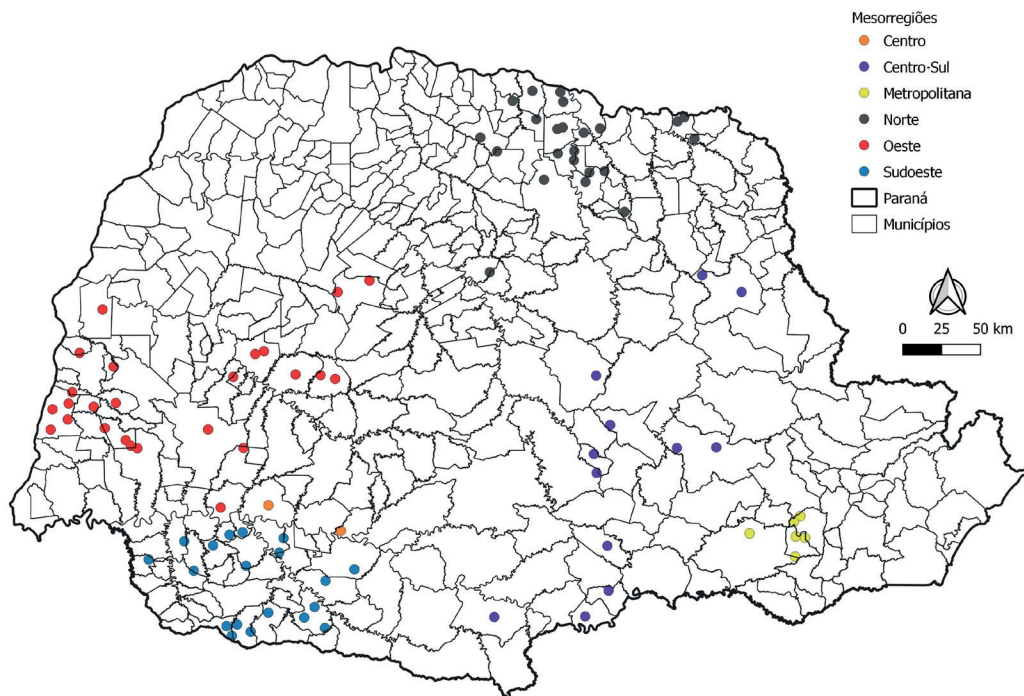 Mesorregiões
Centro
Centro-Sul
Metropolitana
Norte
Oeste
Sudoeste
Paraná
Municípios
0 25 50 km